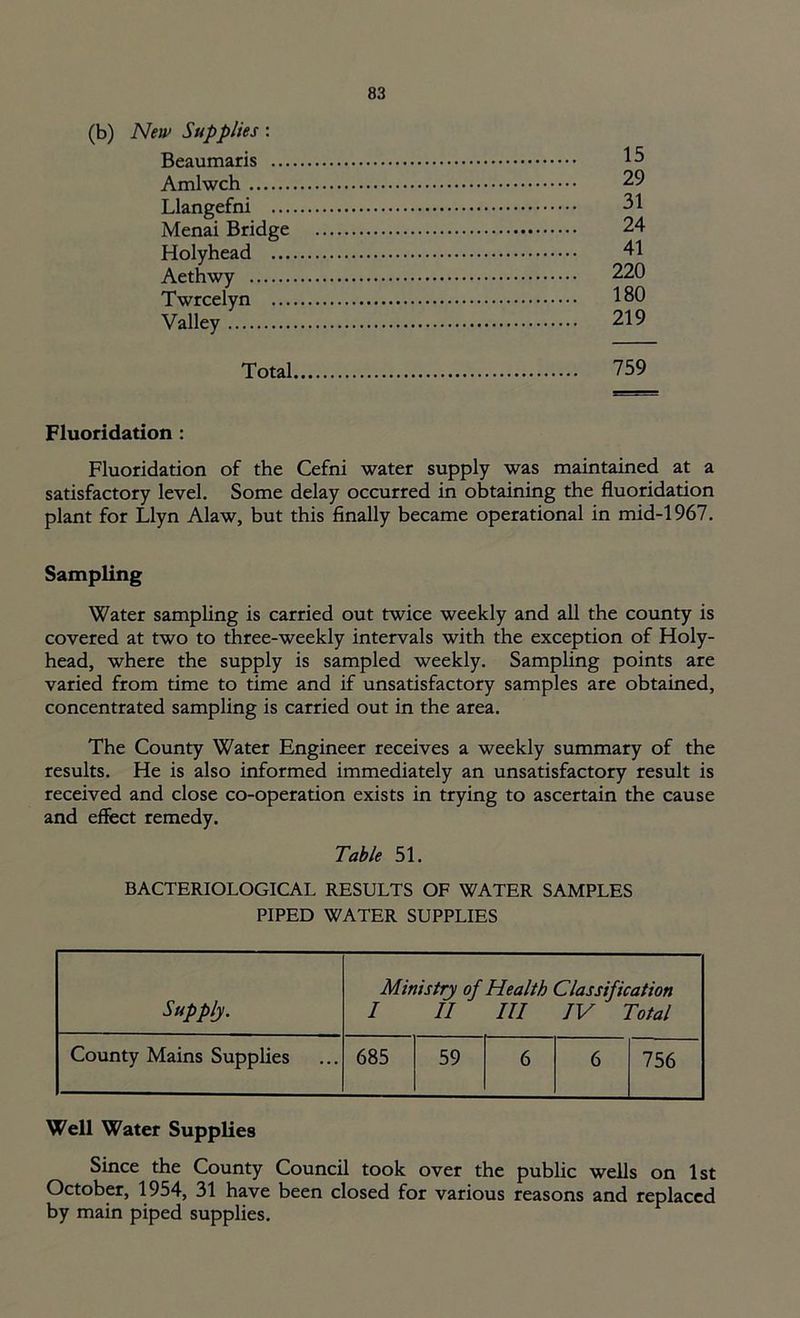 83
(b) New Supplies :
Beaumaris .......... 15
Amlwch .......... 29
Llangefni .......... 31
Menai Bridge .......... 24
Holyhead .......... 41
Aethwy .......... 220
Twrcelyn .......... 180
Valley .......... 219
Total .......... 759
Fluoridation :
Fluoridation of the Cefni water supply was maintained at a
satisfactory level. Some delay occurred in obtaining the fluoridation
plant for Llyn Alaw, but this finally became operational in mid-1967.
Sampling
Water sampling is carried out twice weekly and all the county is
covered at two to three-weekly intervals with the exception of Holy-
head, where the supply is sampled weekly. Sampling points are
varied from time to time and if unsatisfactory samples are obtained,
concentrated sampling is carried out in the area.
The County Water Engineer receives a weekly summary of the
results. He is also informed immediately an unsatisfactory result is
received and close co-operation exists in trying to ascertain the cause
and effect remedy.
Table 51.
BACTERIOLOGICAL RESULTS OF WATER SAMPLES
PIPED WATER SUPPLIES
Ministry of Health Classification
Supply. I II III IV Total
County Mains Supplies ... 685 59 6 6 756
Well Water Supplies
Since the County Council took over the public wells on 1st
October, 1954, 31 have been closed for various reasons and replaced
by main piped supplies.